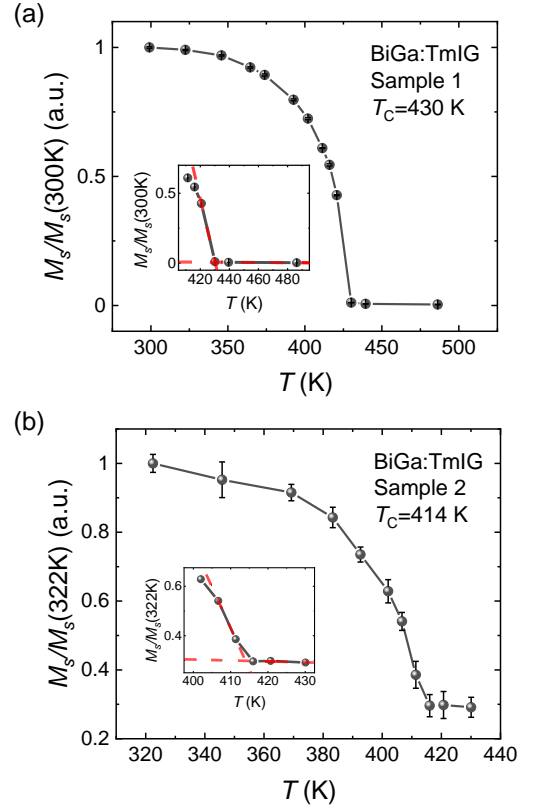 (a)
BiGa:TmIG
Sample 1
T_C=430 K
M_s/M_s(300K) (a.u.)
1
0.5
0
M_s/M_s(300K)
0.5
0
420 440 460 480
T (K)
300 350 400 450 500
T (K)
(b)
BiGa:TmIG
Sample 2
T_C=414 K
M_s/M_s(322K) (a.u.)
1
0.8
0.6
0.4
0.2
M_s/M_s(322K)
0.6
0.4
400 410 420 430
T (K)
320 340 360 380 400 420 440
T (K)